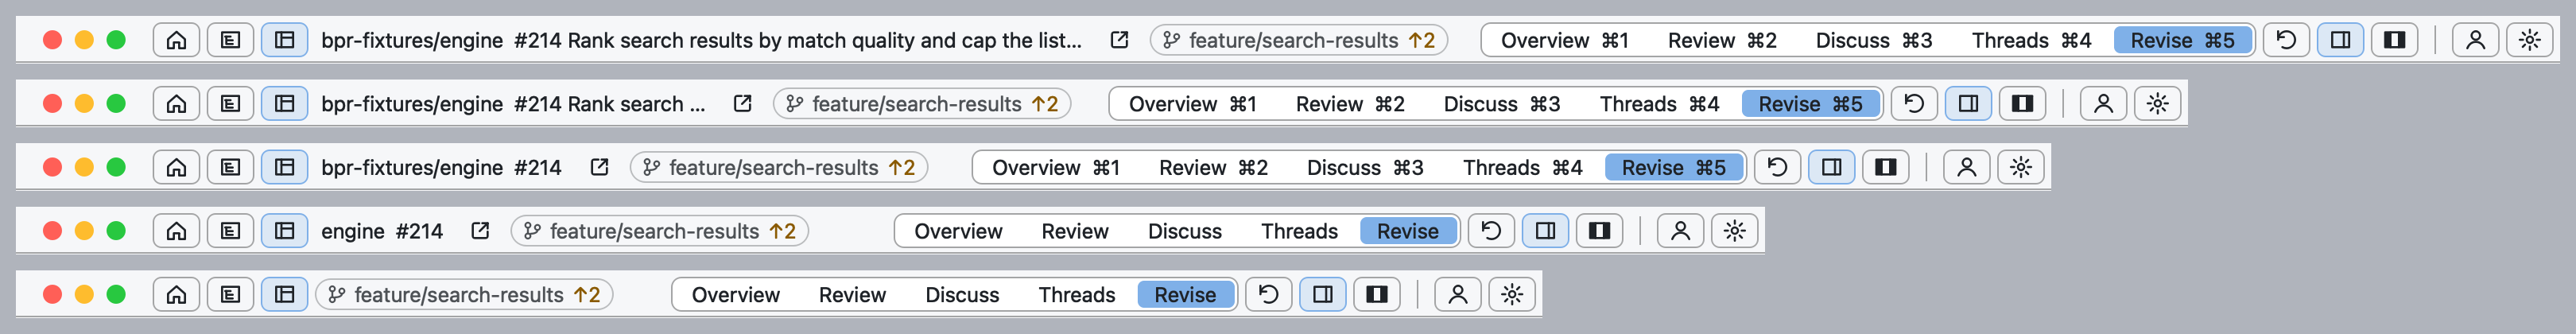 bpr-fixtures/engine #214 Rank search results by match quality and cap the list... feature/search-results ↑2 Overview ⌘1 Review ⌘2 Discuss ⌘3 Threads ⌘4 Revise ⌘5
bpr-fixtures/engine #214 Rank search ... feature/search-results ↑2 Overview ⌘1 Review ⌘2 Discuss ⌘3 Threads ⌘4 Revise ⌘5
bpr-fixtures/engine #214 feature/search-results ↑2 Overview ⌘1 Review ⌘2 Discuss ⌘3 Threads ⌘4 Revise ⌘5
engine #214 feature/search-results ↑2 Overview Review Discuss Threads Revise
feature/search-results ↑2 Overview Review Discuss Threads Revise